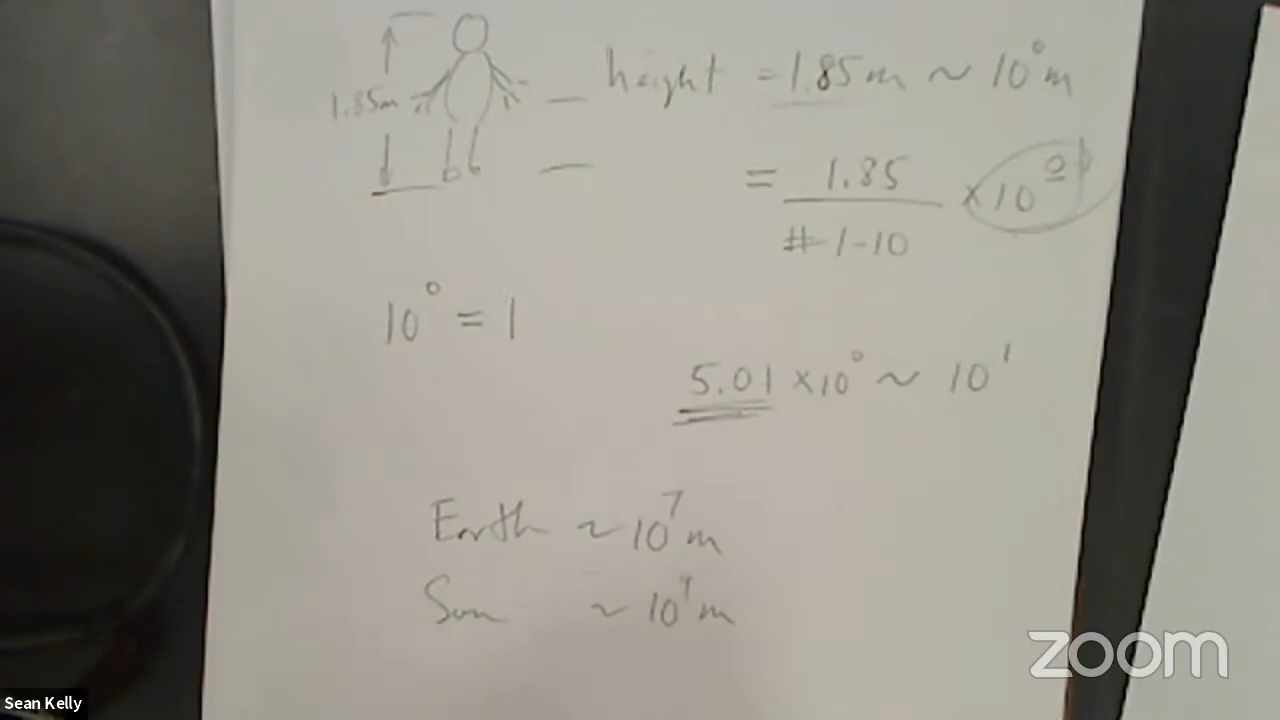 1.85m
height = 1.85m ~ 10⁰m
= 1.85 / #1-10 × 10⁰
10⁰ = 1
5.01 × 10⁰ ~ 10¹
Earth ~ 10⁷m
Sun ~ 10⁹m
zoom
Sean Kelly